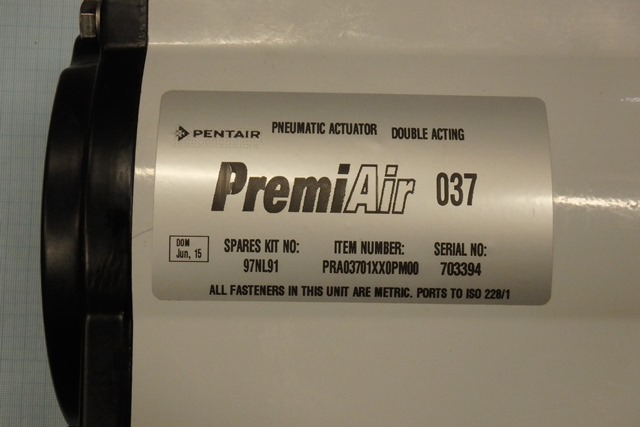 PENTAIR
PNEUMATIC ACTUATOR DOUBLE ACTING
PremiAir 037
DOM
Jun, 15
SPARES KIT NO: ITEM NUMBER: SERIAL NO:
97NL91 PRA03701XX0PM00 703394
ALL FASTENERS IN THIS UNIT ARE METRIC. PORTS TO ISO 228/1